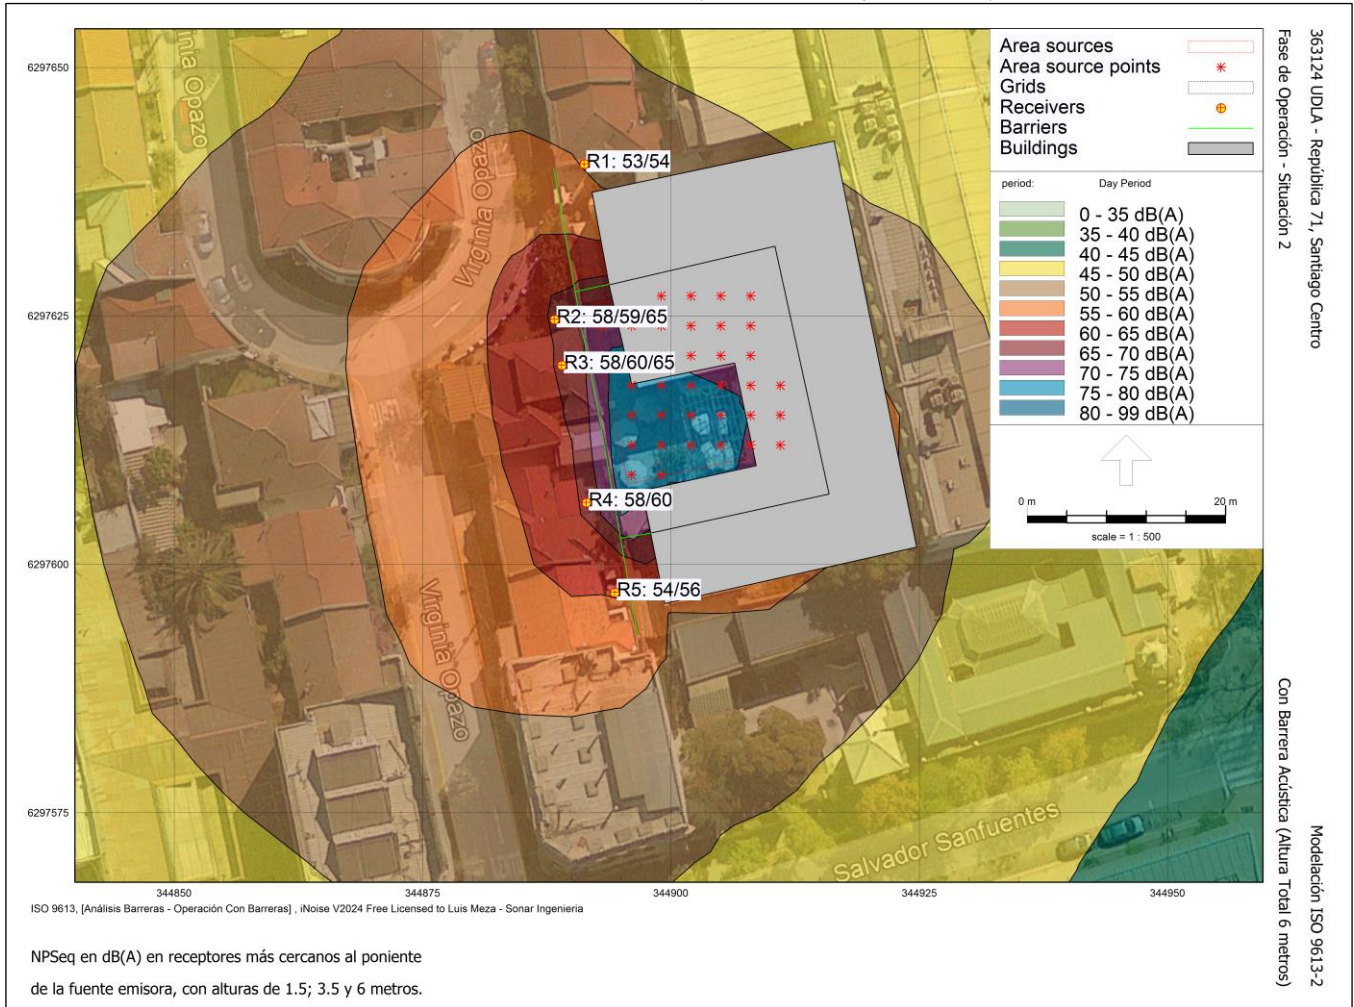 Area sources
Area source points
Grids
Receivers
Barriers
Buildings
period:
Day Period
0 - 35 dB(A)
35 - 40 dB(A)
40 - 45 dB(A)
45 - 50 dB(A)
50 - 55 dB(A)
55 - 60 dB(A)
60 - 65 dB(A)
65 - 70 dB(A)
70 - 75 dB(A)
75 - 80 dB(A)
80 - 99 dB(A)
0 m
20 m
scale = 1 : 500
363124 UDLA - República 71, Santiago Centro
Fase de Operación - Situación 2
Modelación ISO 9613-2
Con Barrera Acústica (Altura Total 6 metros)
6297650
6297625
6297600
6297575
344850
344875
344900
344925
344950
inia Opazo
Virginia Opazo
Virginia Opazo
Salvador Sanfuentes
R1: 53/54
R2: 58/59/65
R3: 58/60/65
R4: 58/60
R5: 54/56
ISO 9613, [Análisis Barreras - Operación Con Barreras] , iNoise V2024 Free Licensed to Luis Meza - Sonar Ingenieria
NPSeq en dB(A) en receptores más cercanos al poniente
de la fuente emisora, con alturas de 1.5; 3.5 y 6 metros.